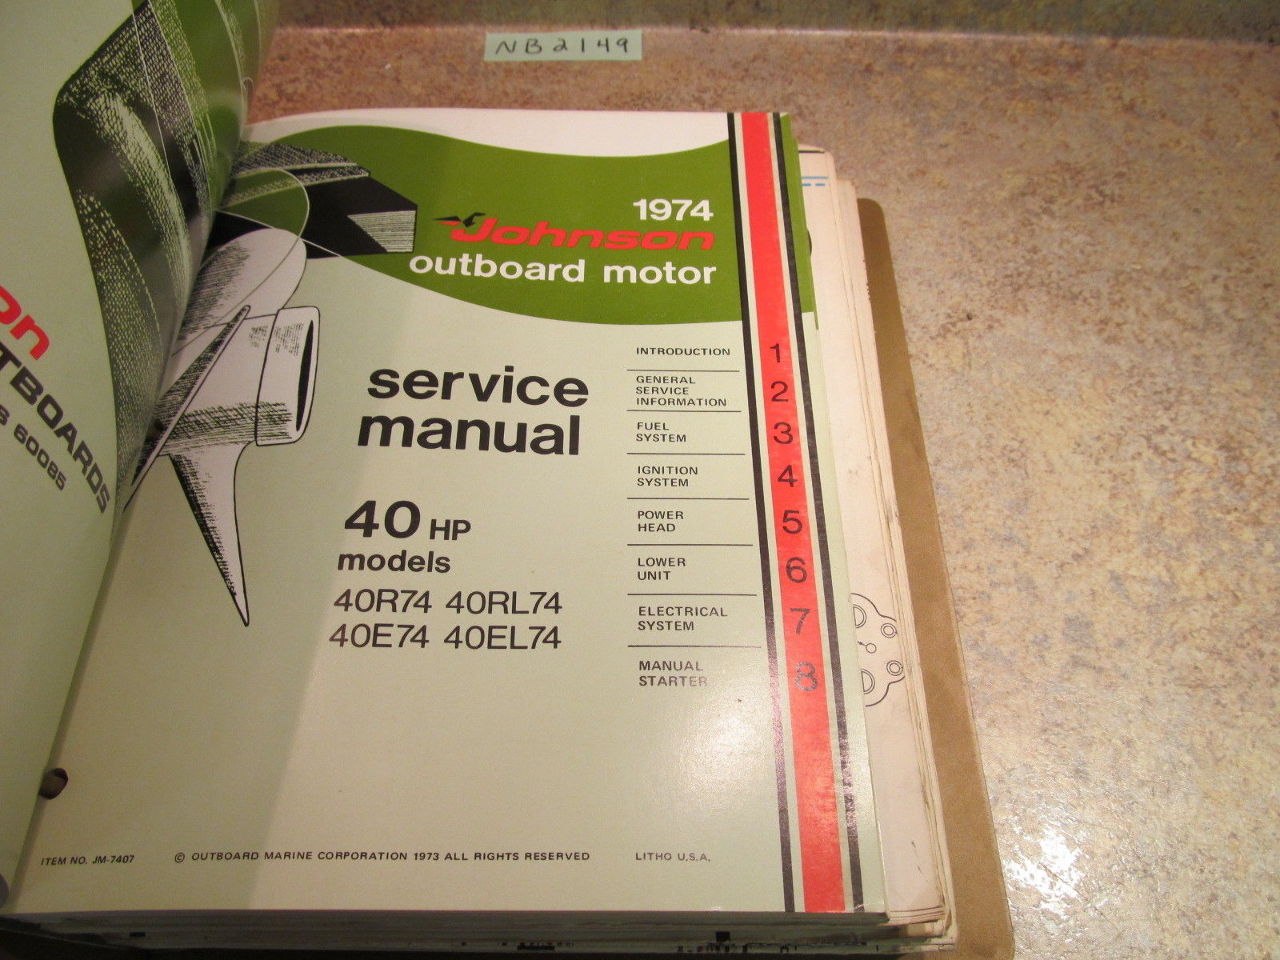 NB2149
on
TBOARDS
S 60085
1974
Johnson
outboard motor
service
manual
40 HP
models
40R74 40RL74
40E74 40EL74
INTRODUCTION 1
GENERAL
SERVICE
INFORMATION 2
FUEL
SYSTEM 3
IGNITION
SYSTEM 4
POWER
HEAD 5
LOWER
UNIT 6
ELECTRICAL
SYSTEM 7
MANUAL
STARTER 8
ITEM NO. JM-7407 © OUTBOARD MARINE CORPORATION 1973 ALL RIGHTS RESERVED LITHO U.S.A.